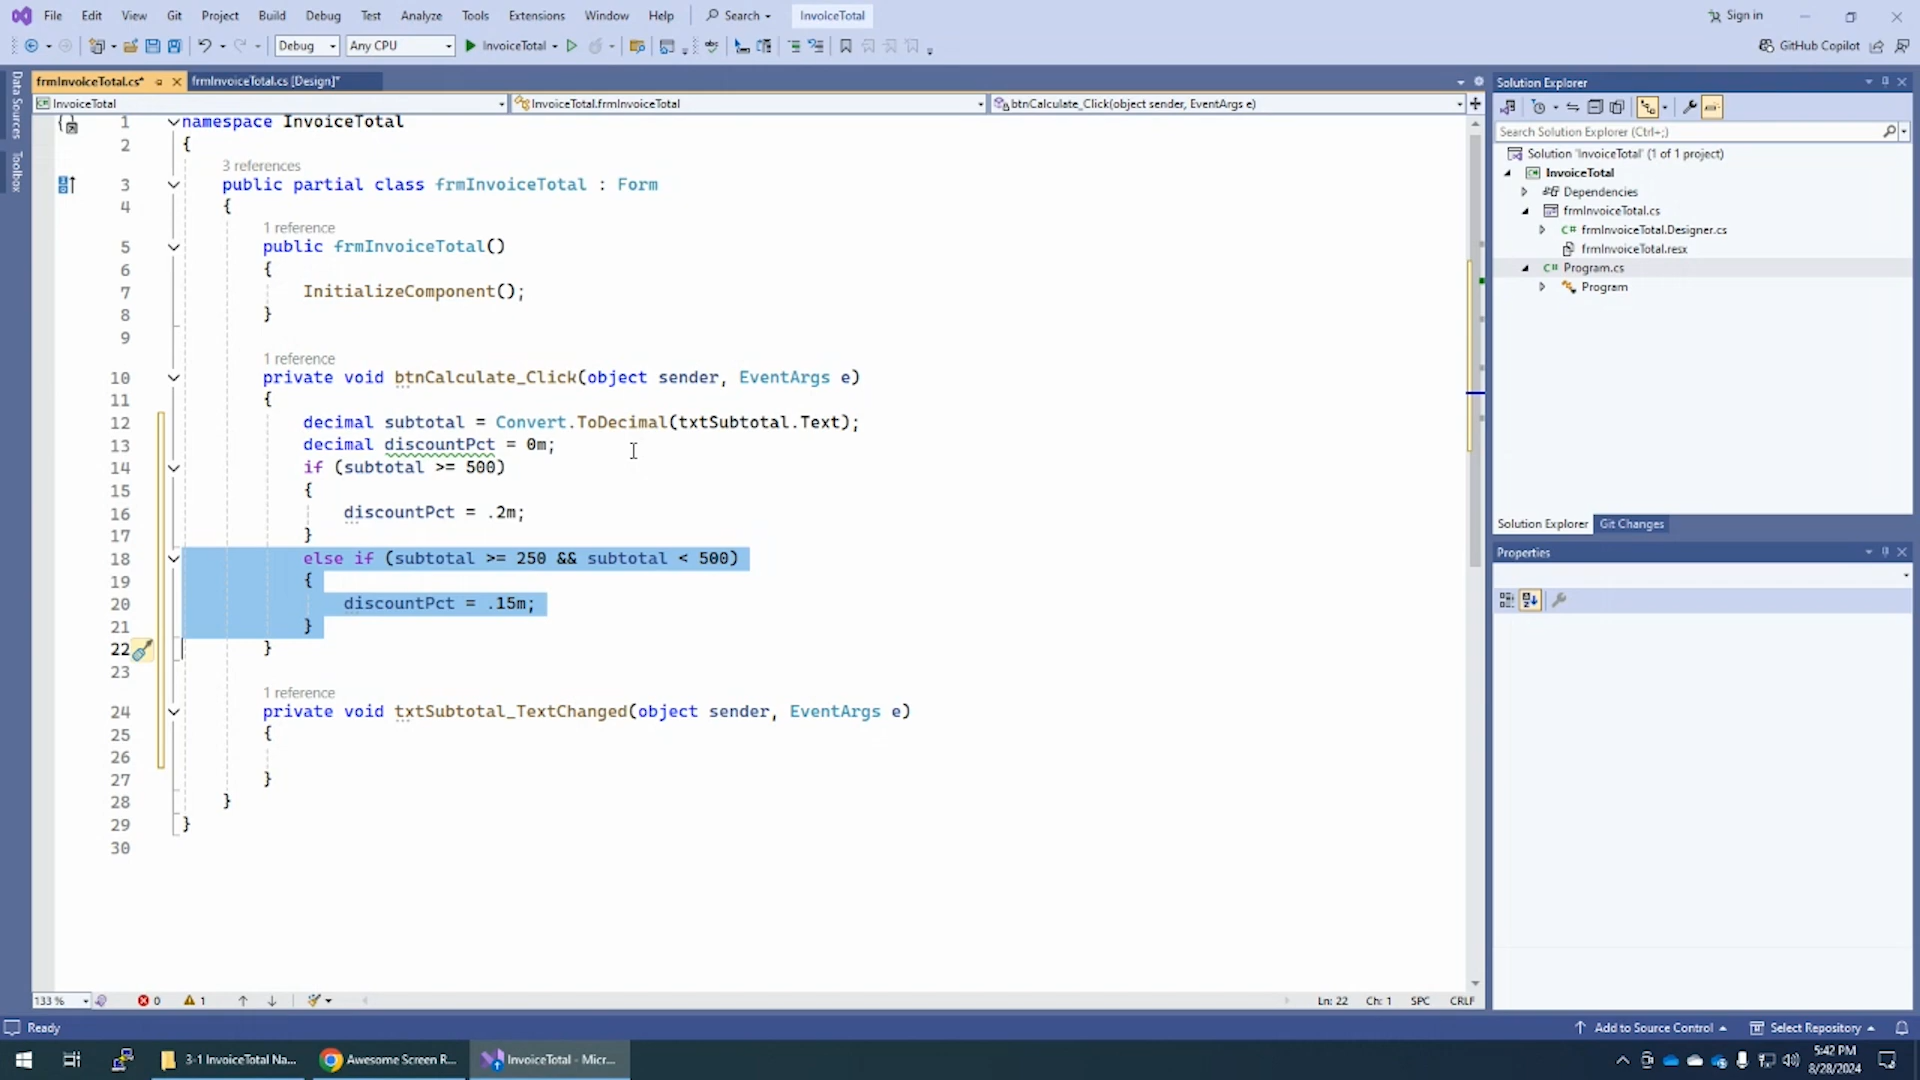 File Edit View Git Project Build Debug Test Analyze Tools Extensions Window Help Search InvoiceTotal Sign in
Debug Any CPU InvoiceTotal GitHub Copilot
frmInvoiceTotal.cs* frmInvoiceTotal.cs [Design]*
InvoiceTotal InvoiceTotal.frmInvoiceTotal btnCalculate_Click(object sender, EventArgs e)
Data Sources
Toolbox
1 namespace InvoiceTotal
2 {
3 references
3 public partial class frmInvoiceTotal : Form
4 {
1 reference
5 public frmInvoiceTotal()
6 {
7 InitializeComponent();
8 }
9
1 reference
10 private void btnCalculate_Click(object sender, EventArgs e)
11 {
12 decimal subtotal = Convert.ToDecimal(txtSubtotal.Text);
13 decimal discountPct = 0m;
14 if (subtotal >= 500)
15 {
16 discountPct = .2m;
17 }
18 else if (subtotal >= 250 && subtotal < 500)
19 {
20 discountPct = .15m;
21 }
22 }
23
1 reference
24 private void txtSubtotal_TextChanged(object sender, EventArgs e)
25 {
26
27 }
28 }
29 }
30
133 % 0 1 Ln: 22 Ch: 1 SPC CRLF
Solution Explorer
Search Solution Explorer (Ctrl+;)
Solution 'InvoiceTotal' (1 of 1 project)
InvoiceTotal
Dependencies
frmInvoiceTotal.cs
C# frmInvoiceTotal.Designer.cs
frmInvoiceTotal.resx
C# Program.cs
Program
Solution Explorer Git Changes
Properties
Ready Add to Source Control Select Repository
3-1 InvoiceTotal Na... Awesome Screen R... InvoiceTotal - Micr... 5:42 PM
8/28/2024